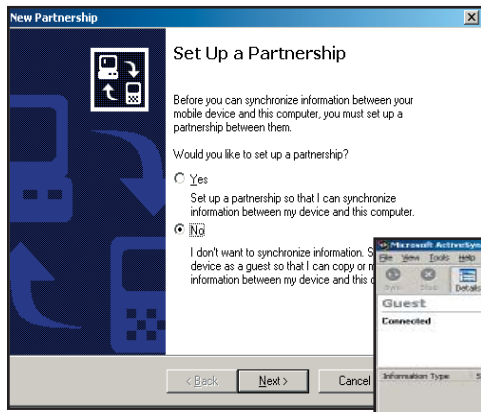 New Partnership
Set Up a Partnership
Before you can synchronize information between your
mobile device and this computer, you must set up a
partnership between them.
Would you like to set up a partnership?
Yes
Set up a partnership so that I can synchronize
information between my device and this computer.
No
I don't want to synchronize information. S
device as a guest so that I can copy or
information between my device and this
< Back
Next >
Cancel
Microsoft ActiveSyn
File View Tools Help
Sync Stop Details
Guest
Connected
Information Type S